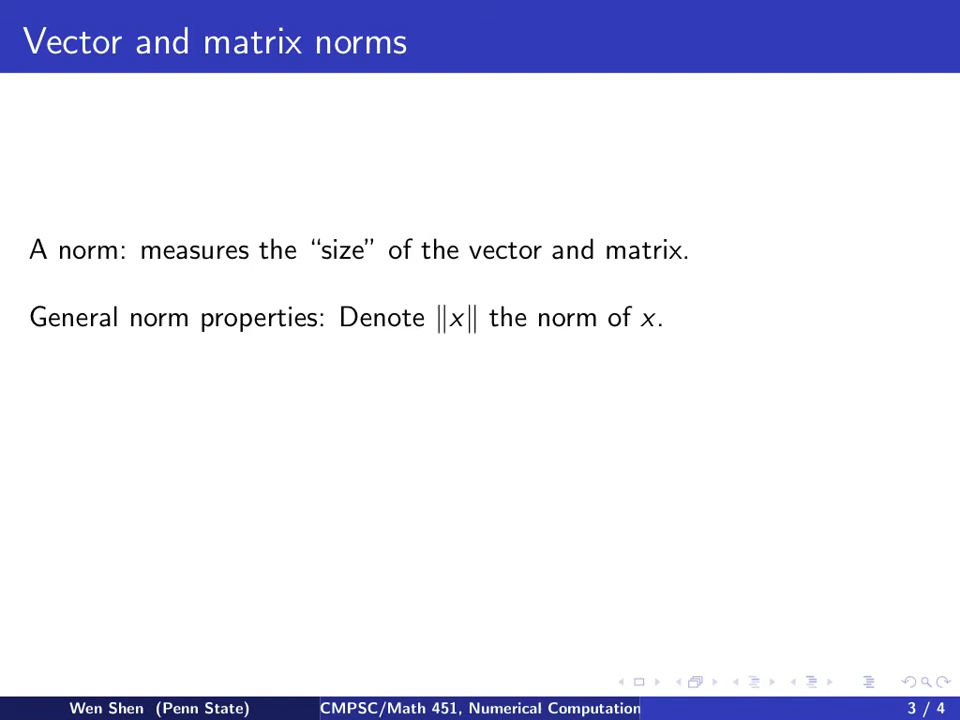 Vector and matrix norms
A norm: measures the “size” of the vector and matrix.
General norm properties: Denote ‖x‖ the norm of x.
Wen Shen (Penn State)
CMPSC/Math 451, Numerical Computation
3 / 4